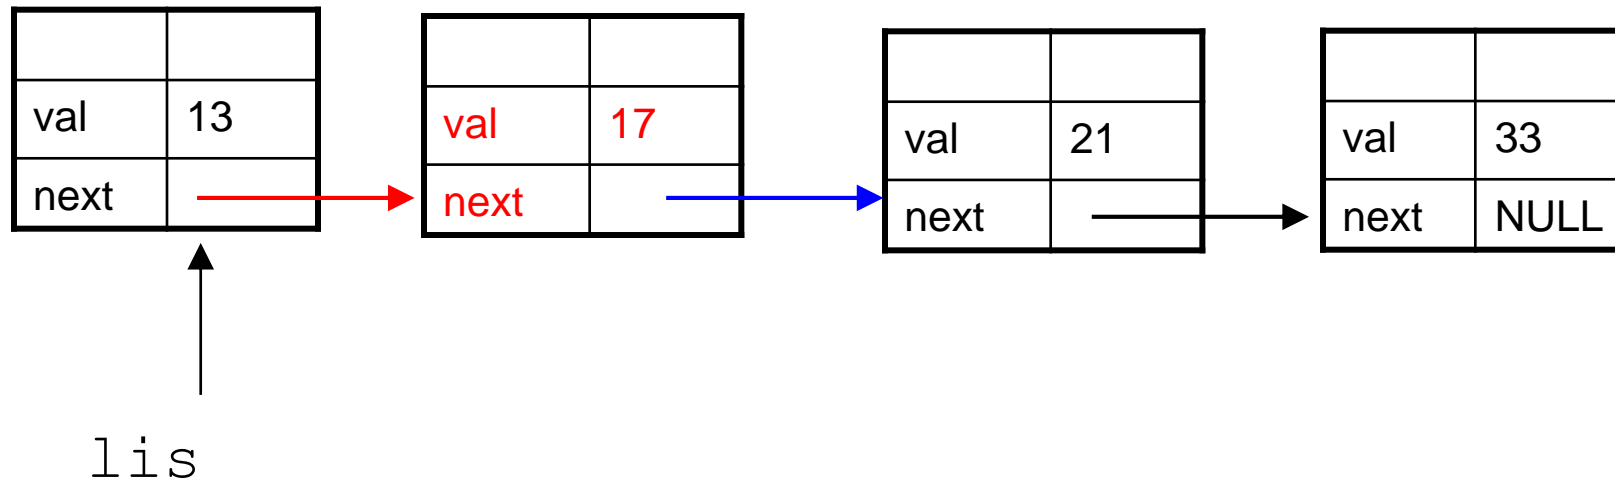 val 13
next
val 17
next
val 21
next
val 33
next NULL
lis